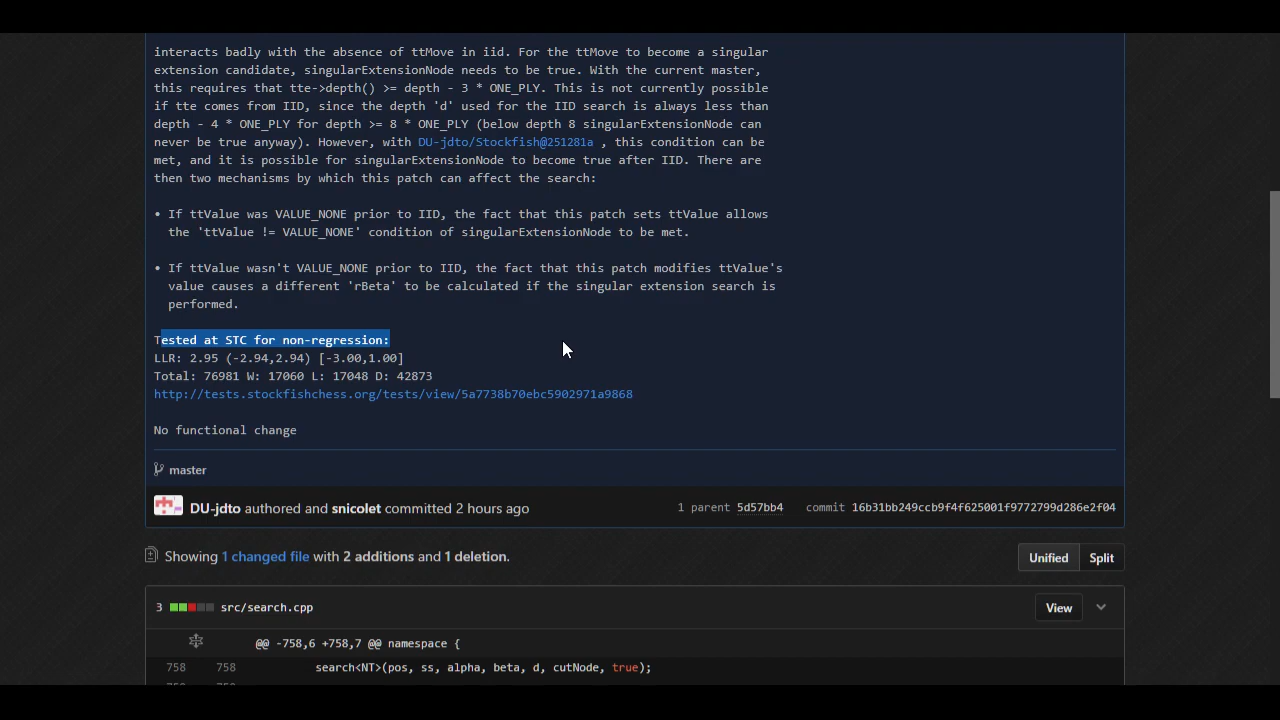 interacts badly with the absence of ttMove in iid. For the ttMove to become a singular
extension candidate, singularExtensionNode needs to be true. With the current master,
this requires that tte->depth() >= depth - 3 * ONE_PLY. This is not currently possible
if tte comes from IID, since the depth 'd' used for the IID search is always less than
depth - 4 * ONE_PLY for depth >= 8 * ONE_PLY (below depth 8 singularExtensionNode can
never be true anyway). However, with DU-jdto/Stockfish@251281a , this condition can be
met, and it is possible for singularExtensionNode to become true after IID. There are
then two mechanisms by which this patch can affect the search:
• If ttValue was VALUE_NONE prior to IID, the fact that this patch sets ttValue allows
the 'ttValue != VALUE_NONE' condition of singularExtensionNode to be met.
• If ttValue wasn't VALUE_NONE prior to IID, the fact that this patch modifies ttValue's
value causes a different 'rBeta' to be calculated if the singular extension search is
performed.
Tested at STC for non-regression:
LLR: 2.95 (-2.94,2.94) [-3.00,1.00]
Total: 76981 W: 17060 L: 17048 D: 42873
http://tests.stockfishchess.org/tests/view/5a7738b70ebc5902971a9868
No functional change
master
DU-jdto authored and snicolet committed 2 hours ago 1 parent 5d57bb4 commit 16b31bb249ccb9f4f625001f9772799d286e2f04
Showing 1 changed file with 2 additions and 1 deletion. Unified Split
3 src/search.cpp View
@@ -758,6 +758,7 @@ namespace {
758 758 search<NT>(pos, ss, alpha, beta, d, cutNode, true);